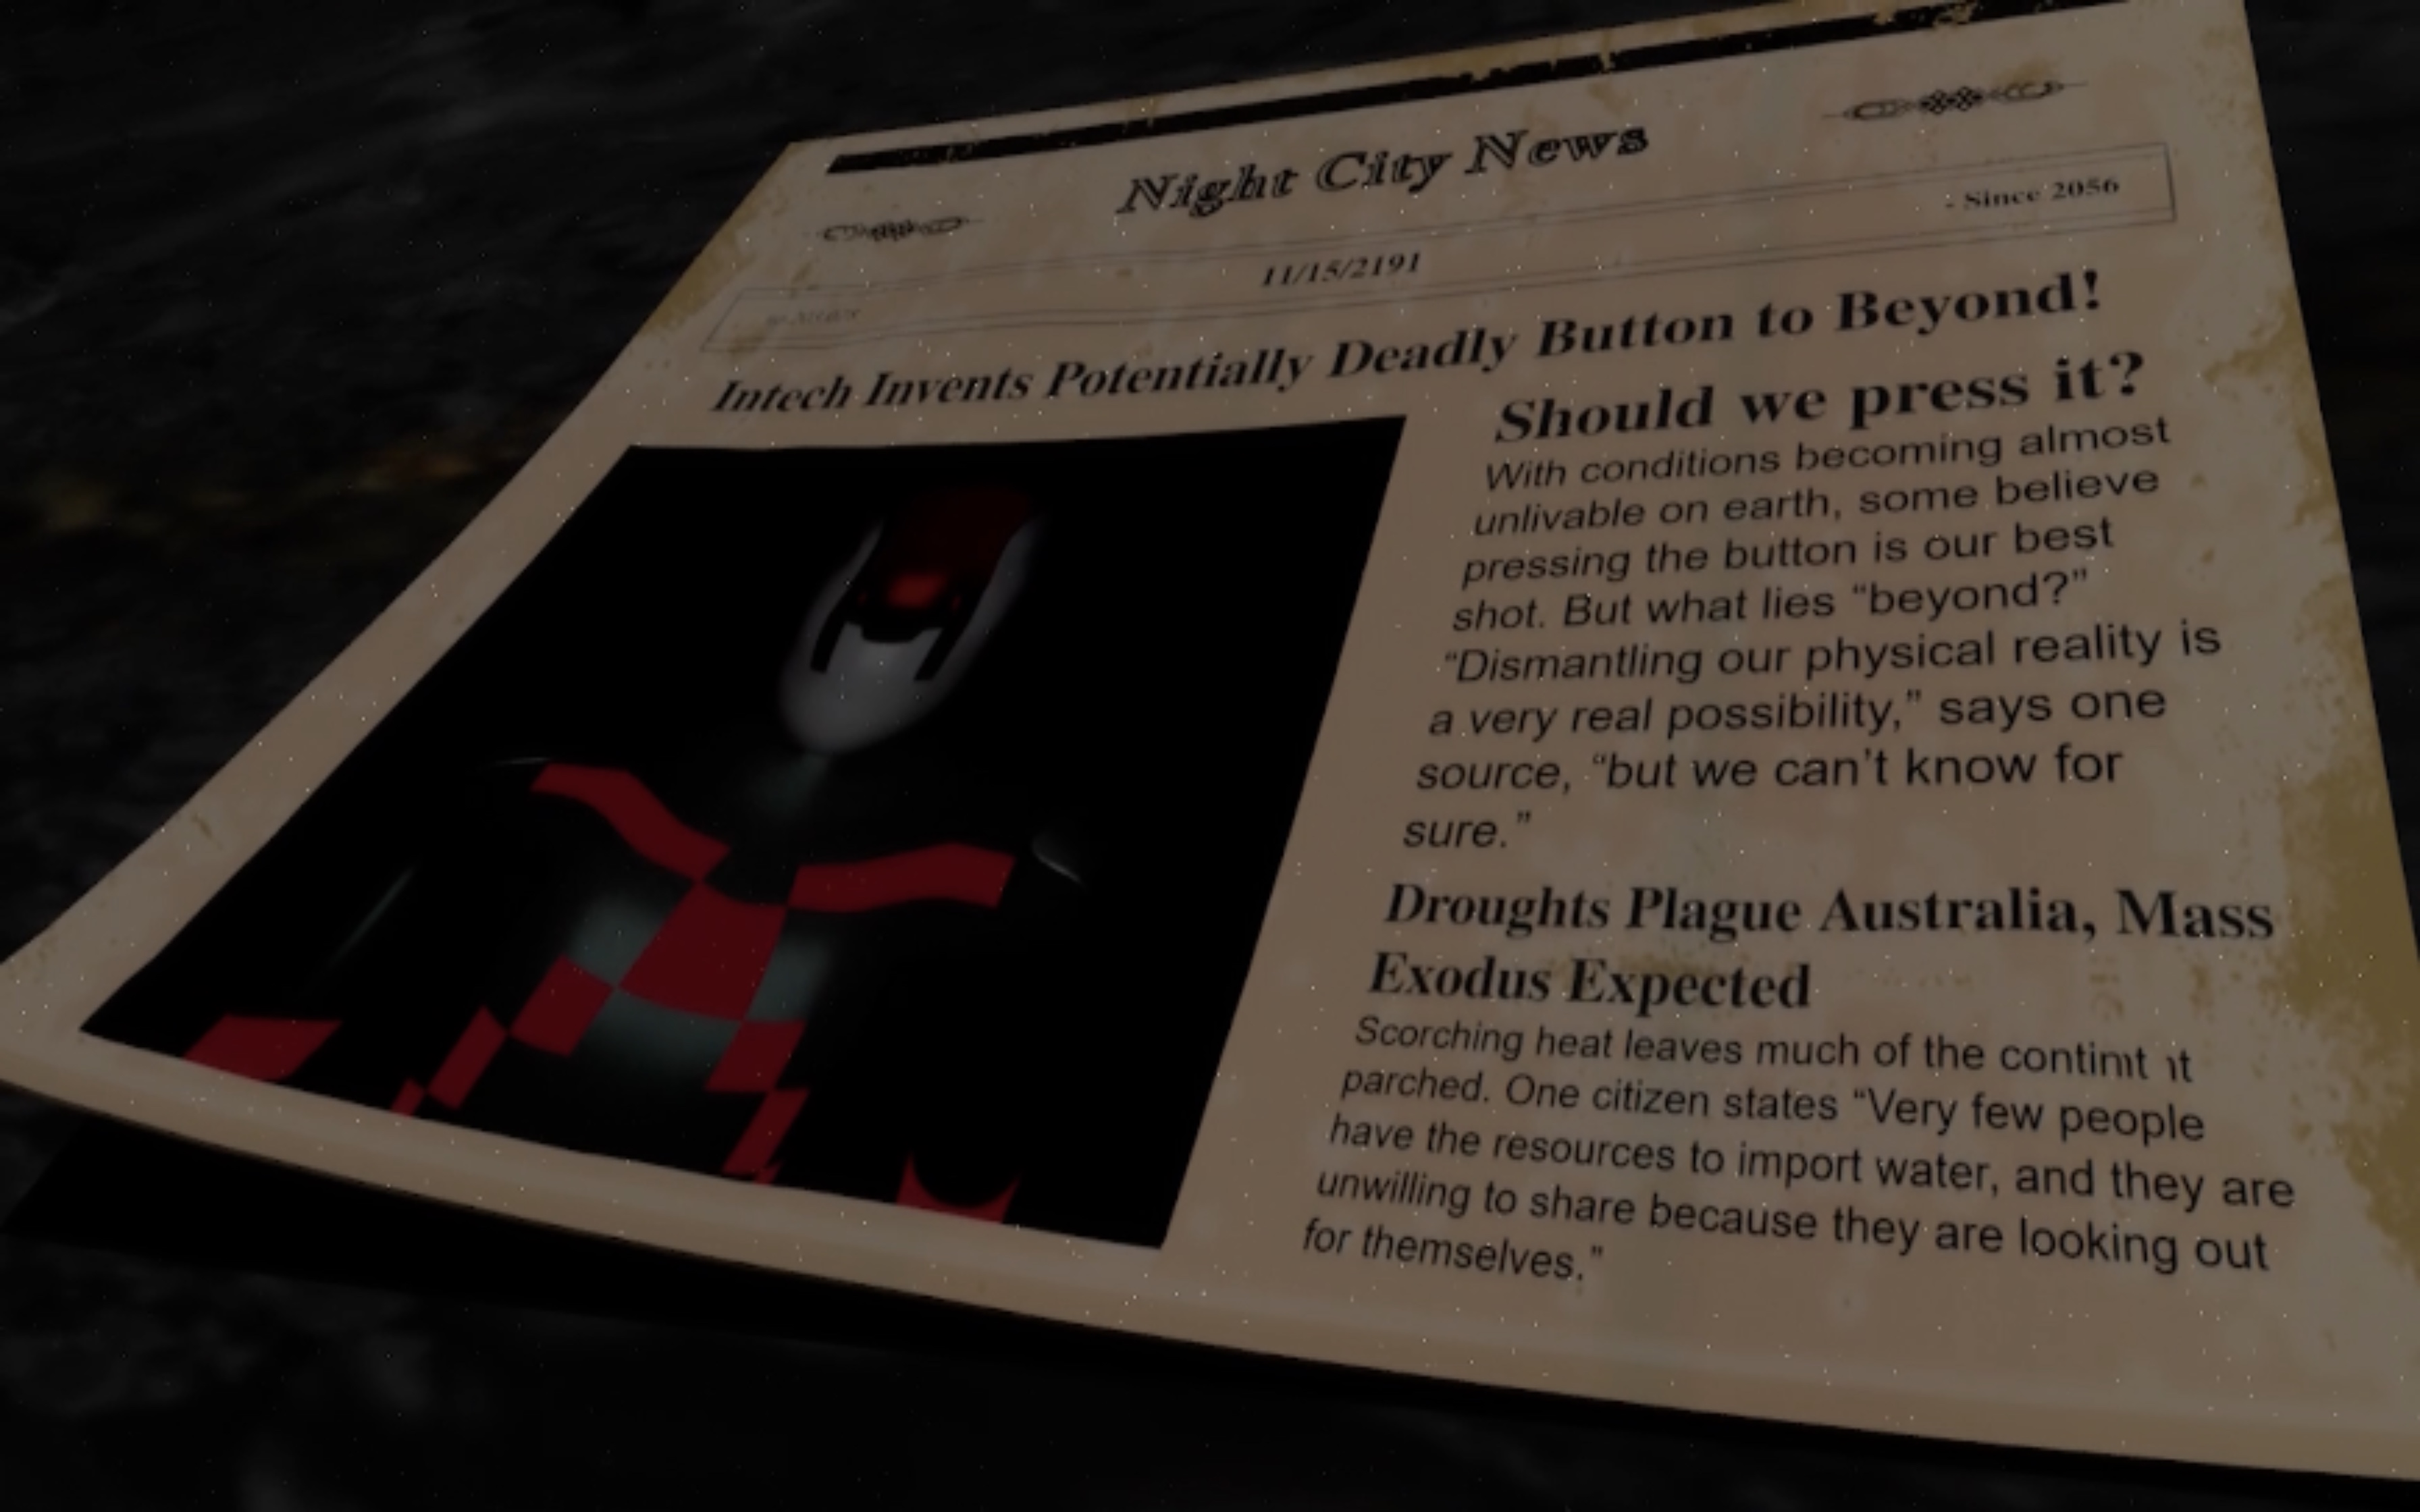 Night City News
- Since 2056
11/15/2191
Intech Invents Potentially Deadly Button to Beyond!
Should we press it?
With conditions becoming almost
unlivable on earth, some believe
pressing the button is our best
shot. But what lies “beyond?”
“Dismantling our physical reality is
a very real possibility,” says one
source, “but we can’t know for
sure.”
Droughts Plague Australia, Mass
Exodus Expected
Scorching heat leaves much of the
parched. One citizen states “Very few people
have the resources to import water, and they are
unwilling to share because they are looking out
for themselves.”